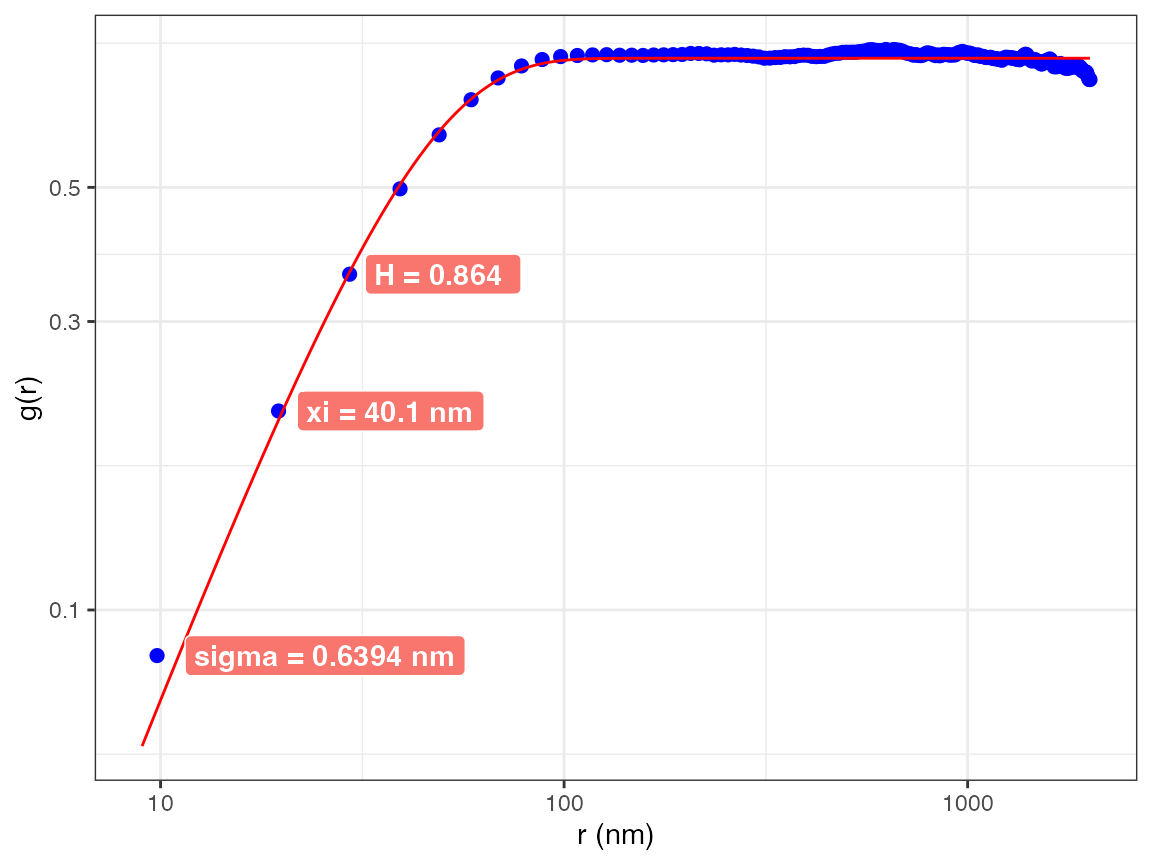 0.5
0.3
0.1
g(r)
H = 0.864
xi = 40.1 nm
sigma = 0.6394 nm
10
100
1000
r (nm)